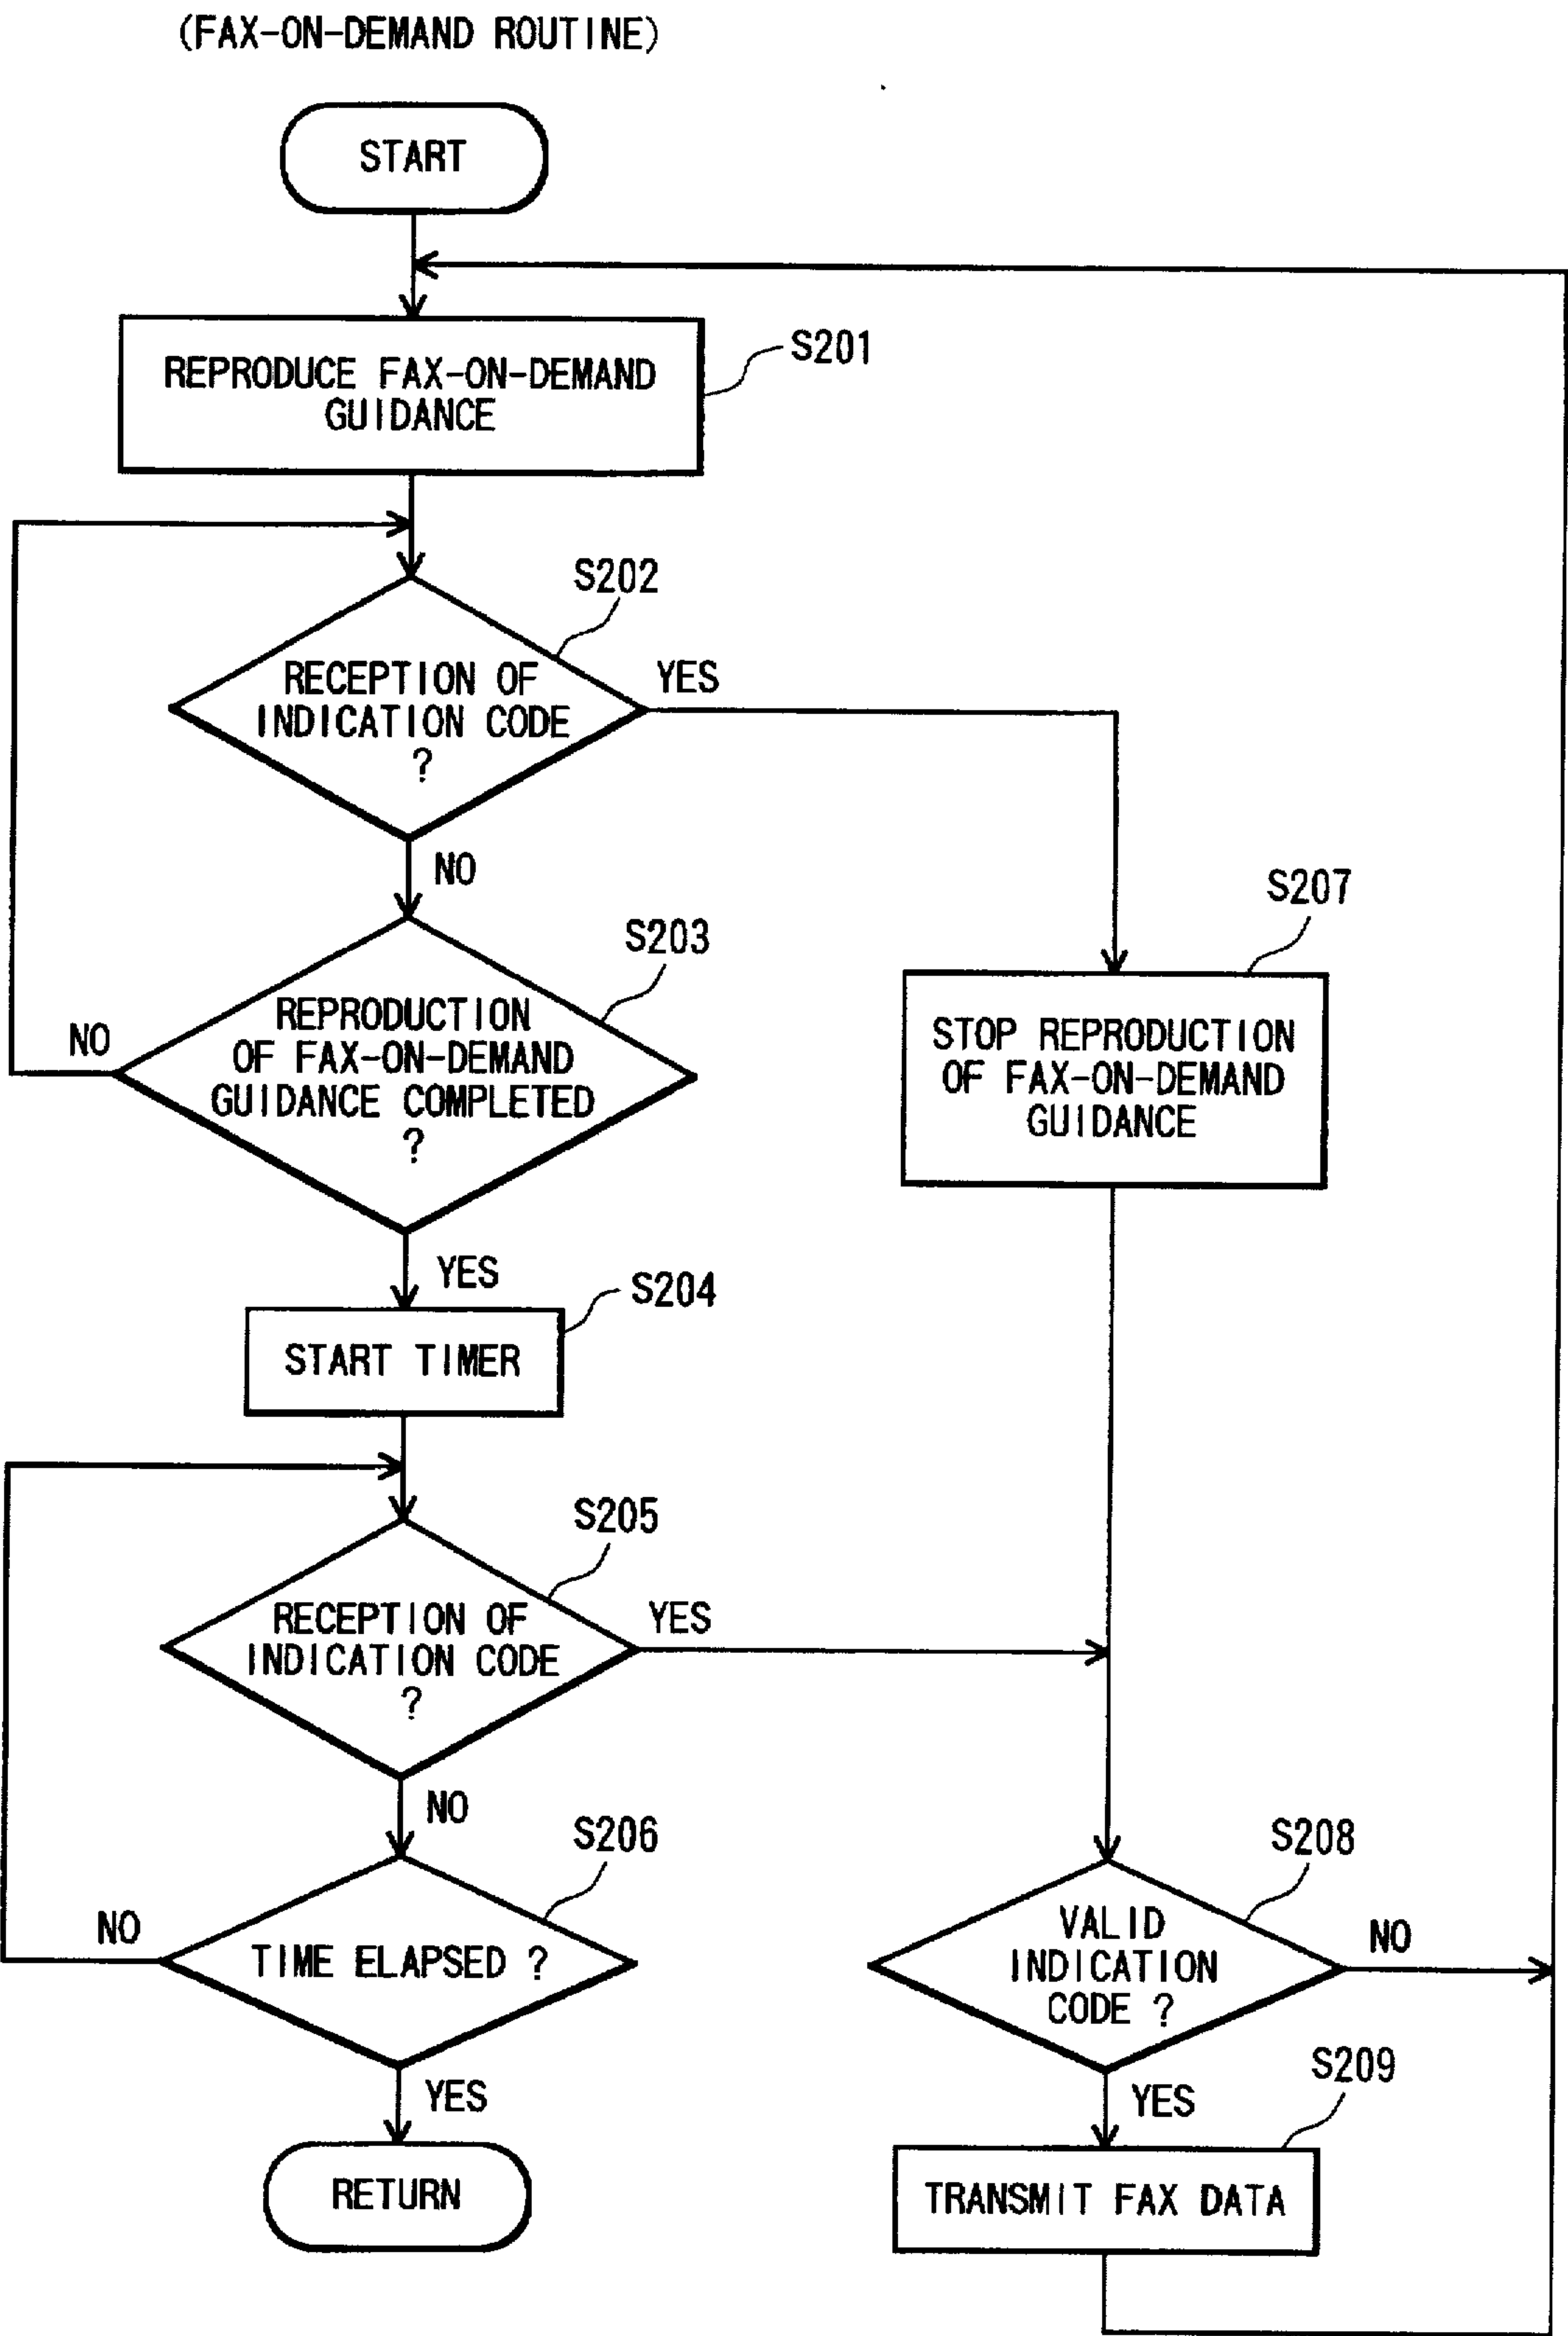 (FAX-ON-DEMAND ROUTINE)
START
REPRODUCE FAX-ON-DEMAND
GUIDANCE
S201
S202
RECEPTION OF
INDICATION CODE
?
YES
NO
S203
REPRODUCTION
OF FAX-ON-DEMAND
GUIDANCE COMPLETED
?
NO
YES
S207
STOP REPRODUCTION
OF FAX-ON-DEMAND
GUIDANCE
S204
START TIMER
S205
RECEPTION OF
INDICATION CODE
?
YES
NO
S206
TIME ELAPSED ?
NO
YES
RETURN
S208
VALID
INDICATION
CODE ?
NO
YES
S209
TRANSMIT FAX DATA